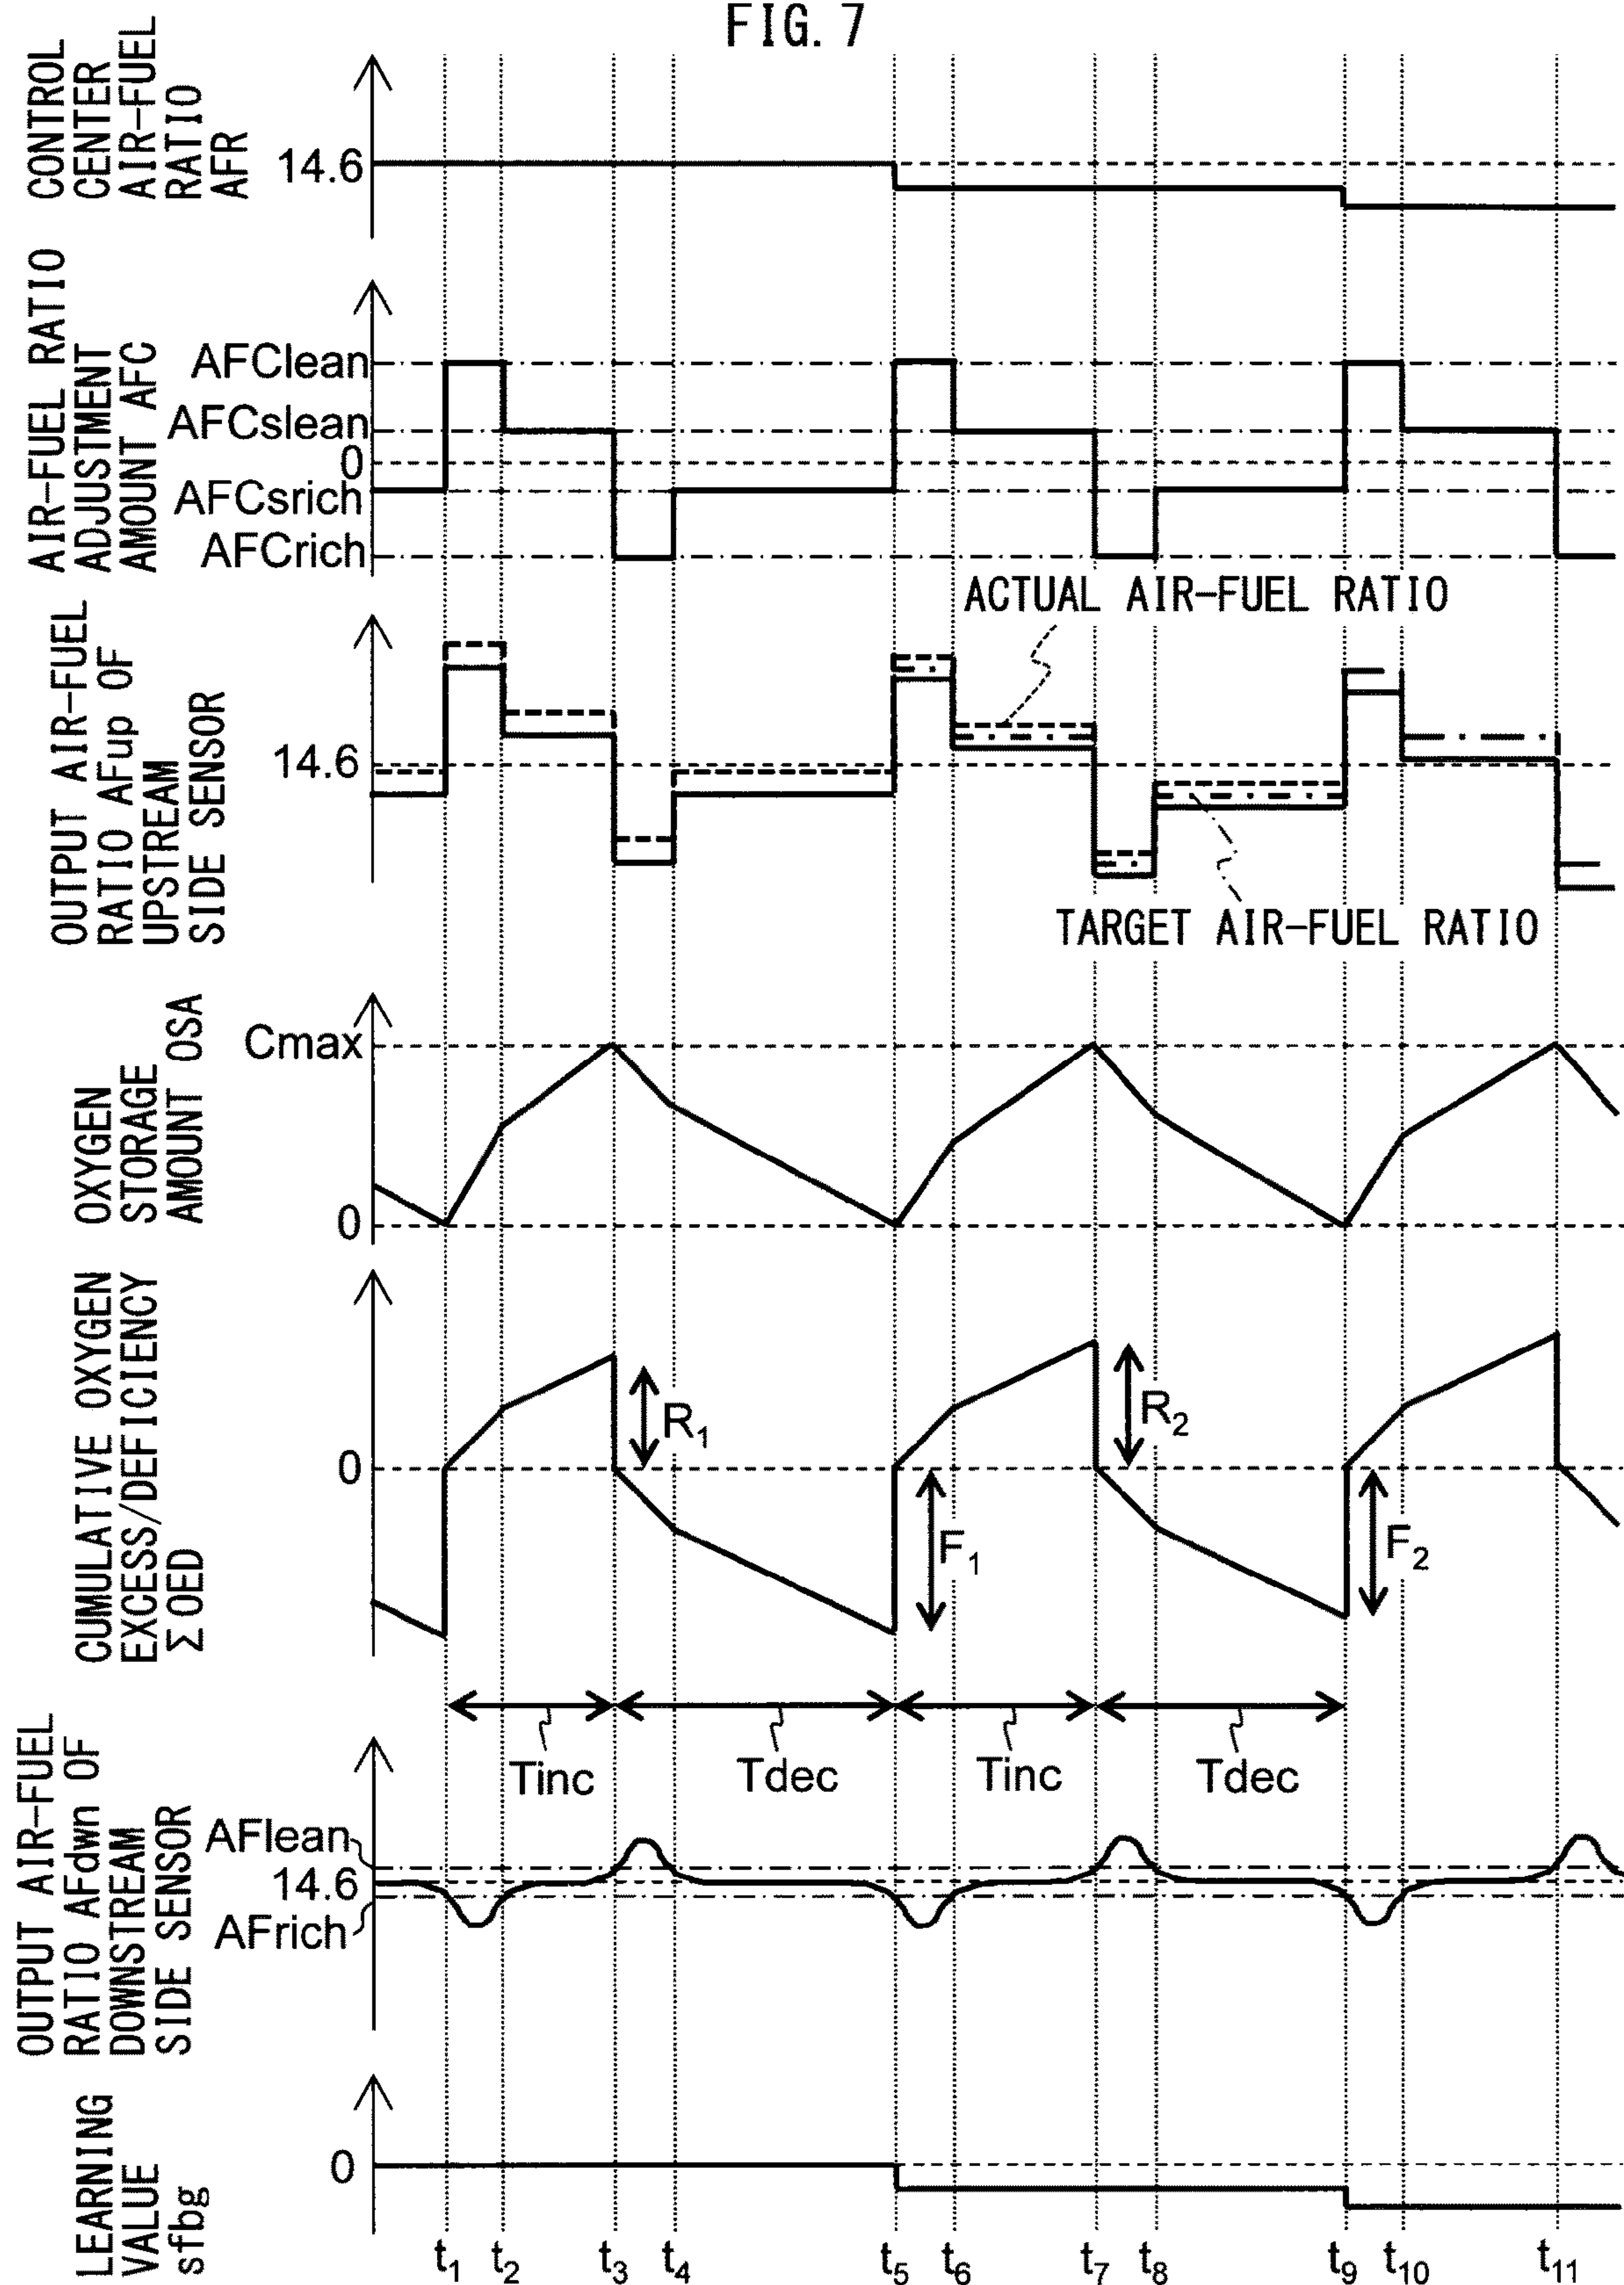 FIG. 7
CONTROL
CENTER
AIR-FUEL
RATIO
AFR
14.6
AIR-FUEL RATIO
ADJUSTMENT
AMOUNT AFC
AFClean
AFCslean
0
AFCsrich
AFCrich
ACTUAL AIR-FUEL RATIO
OUTPUT AIR-FUEL
RATIO AFup OF
UPSTREAM
SIDE SENSOR
14.6
TARGET AIR-FUEL RATIO
OXYGEN
STORAGE
AMOUNT OSA
Cmax
0
CUMULATIVE OXYGEN
EXCESS/DEFICIENCY
Σ OED
0
R1
R2
F1
F2
Tinc
Tdec
Tinc
Tdec
OUTPUT AIR-FUEL
RATIO AFdwn OF
DOWNSTREAM
SIDE SENSOR
AFlean
14.6
AFrich
LEARNING
VALUE
sfbg
0
t1 t2 t3 t4 t5 t6 t7 t8 t9 t10 t11